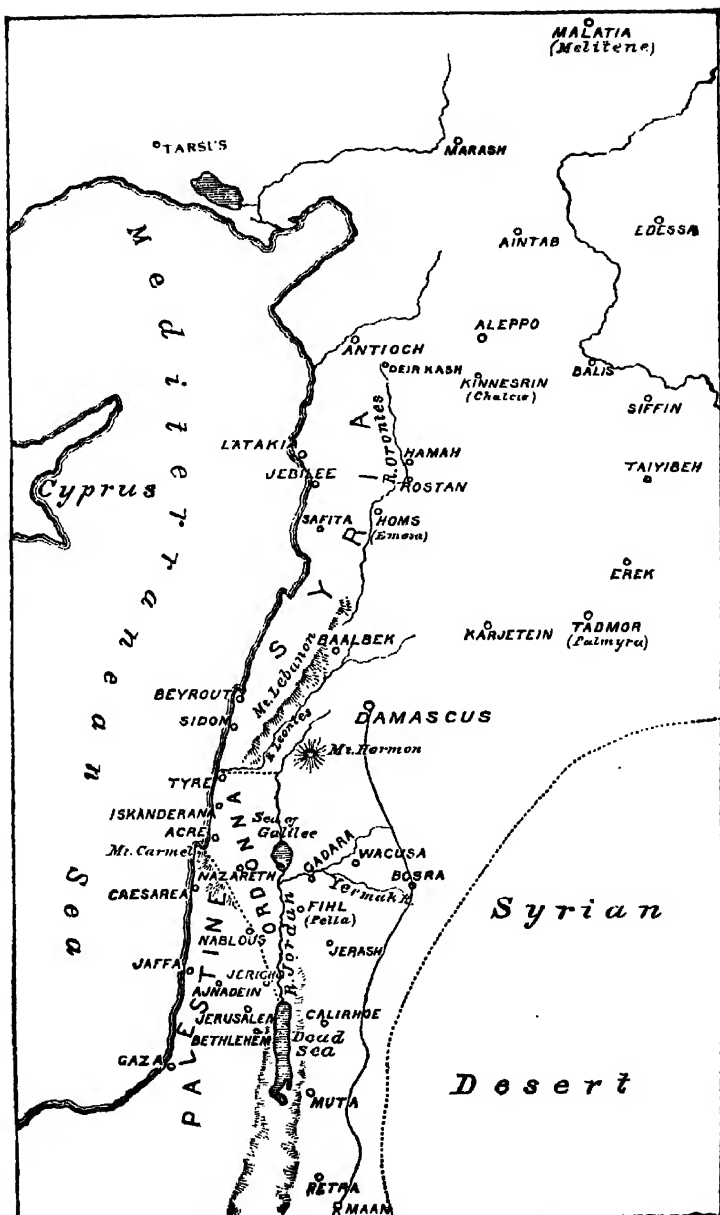 MALATIA
(Melitene)
TARSUS
MARASH
EDESSA
AINTAB
Mediterranean Sea
ALEPPO
ANTIOCH
DEIR KASH
BALIS
KINNESRIN
(Chalcis)
SIFFIN
SYRIA
R. Orontes
LATAKIA
HAMAH
JEBILEE
ROSTAN
TAIYIBEH
Cyprus
SAFITA
HOMS
(Emesa)
EREK
KARJETEIN
TADMOR
(Palmyra)
BAALBEK
Mt. Lebanon
BEYROUT
SIDON
R. Leontes
DAMASCUS
Mt. Hermon
TYRE
ISKANDERANA
Sea of
Galilee
ACRE
Mt. Carmel
ORDONNA
GADARA
WACUSA
NAZARETH
BOSRA
Yermakh
CAESAREA
FIHL
(Pella)
Syrian
Desert
NABLOUS
R. Jordan
JERASH
PALESTINE
JAFFA
JERICHO
AJNADEIN
JERUSALEM
CALIRHOE
BETHLEHEM
Dead
Sea
GAZA
MUTA
PETRA
MAAN